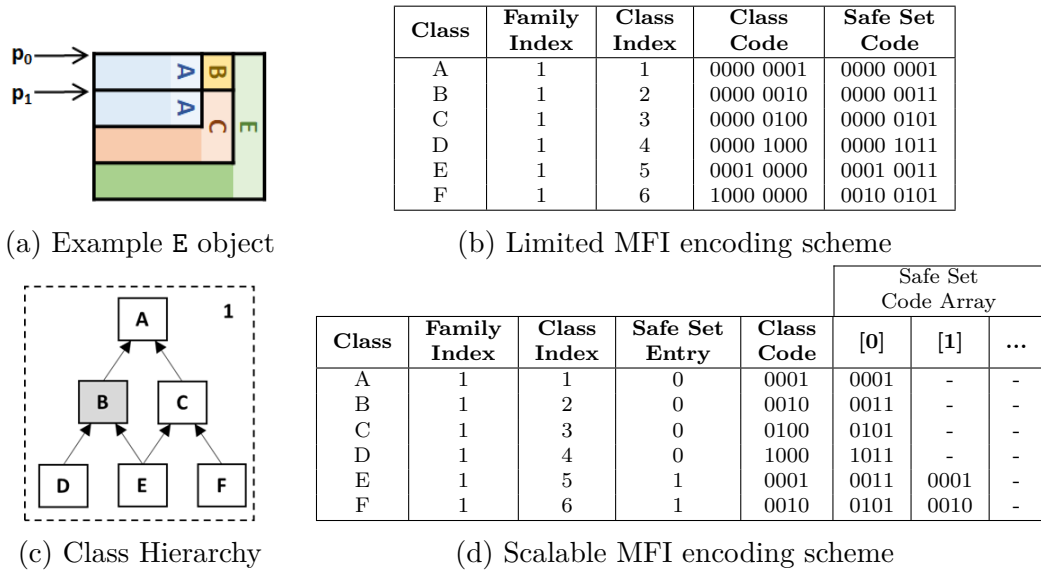 p₀
p₁
A B
A C E
(a) Example E object
Class Family Index Class Index Class Code Safe Set Code
A 1 1 0000 0001 0000 0001
B 1 2 0000 0010 0000 0011
C 1 3 0000 0100 0000 0101
D 1 4 0000 1000 0000 1011
E 1 5 0001 0000 0001 0011
F 1 6 1000 0000 0010 0101
(b) Limited MFI encoding scheme
1
A
B C
D E F
(c) Class Hierarchy
Safe Set
Code Array
Class Family Index Class Index Safe Set Entry Class Code [0] [1] ...
A 1 1 0 0001 0001 - -
B 1 2 0 0010 0011 - -
C 1 3 0 0100 0101 - -
D 1 4 0 1000 1011 - -
E 1 5 1 0001 0011 0001 -
F 1 6 1 0010 0101 0010 -
(d) Scalable MFI encoding scheme